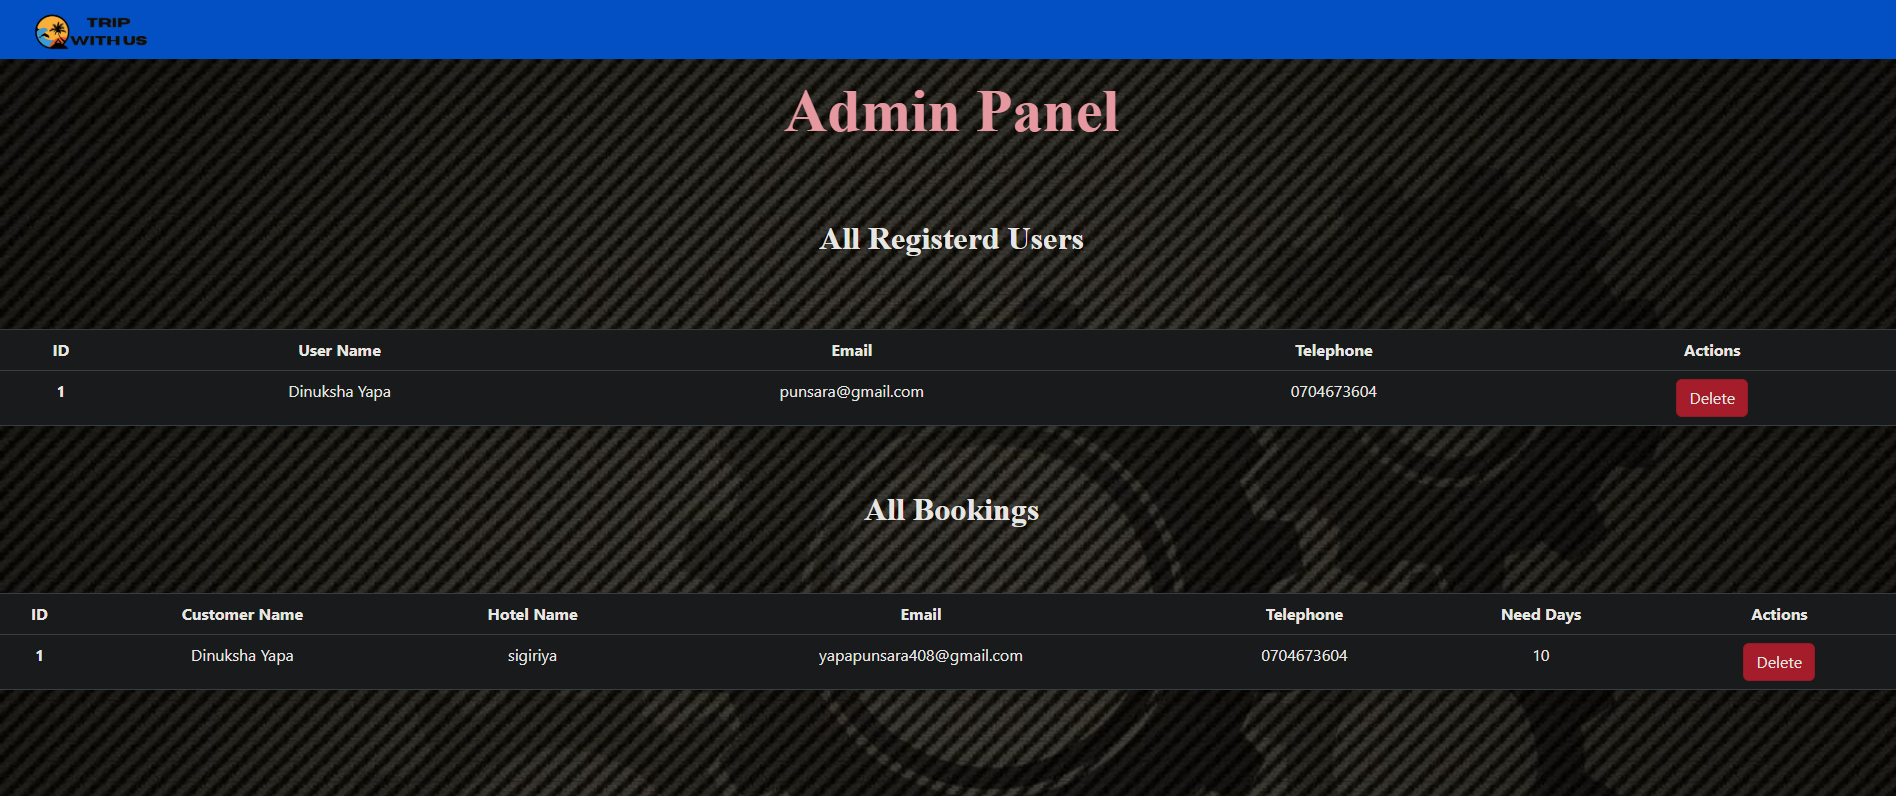 TRIP
WITH US
Admin Panel
All Registerd Users
ID User Name Email Telephone Actions
1 Dinuksha Yapa punsara@gmail.com 0704673604 Delete
All Bookings
ID Customer Name Hotel Name Email Telephone Need Days Actions
1 Dinuksha Yapa sigiriya yapapunsara408@gmail.com 0704673604 10 Delete